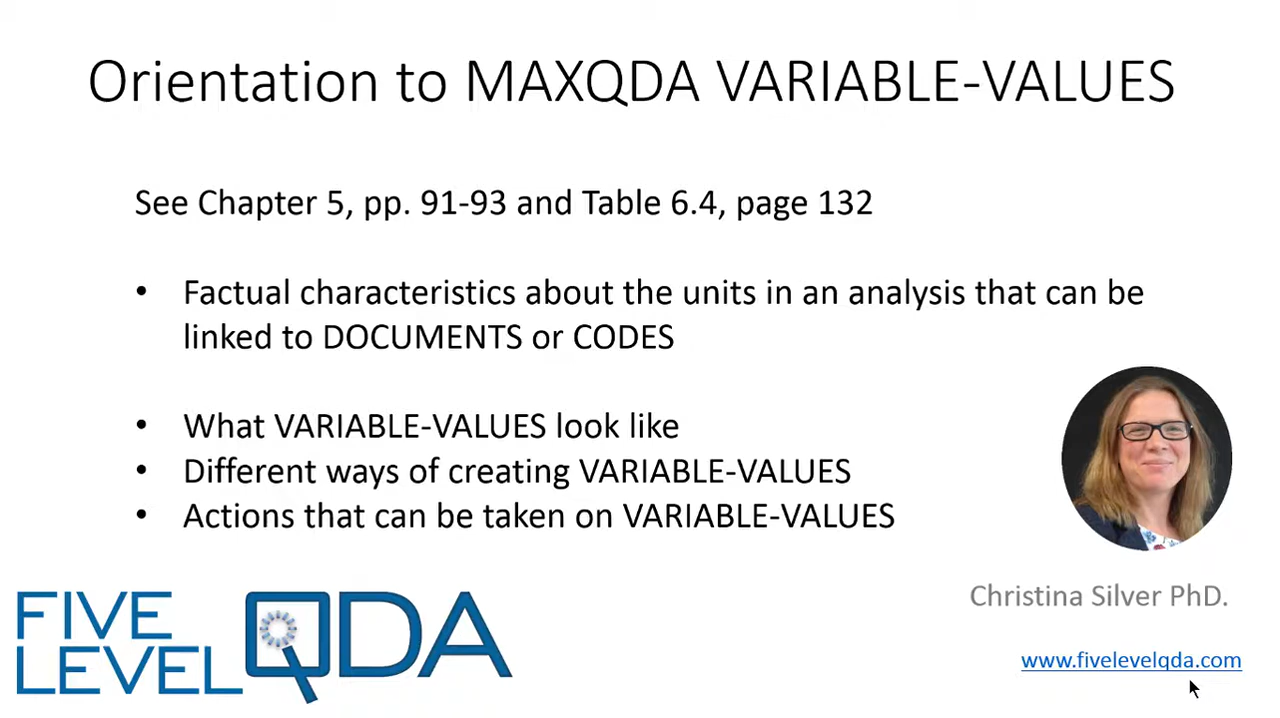 Orientation to MAXQDA VARIABLE-VALUES
See Chapter 5, pp. 91-93 and Table 6.4, page 132
• Factual characteristics about the units in an analysis that can be
linked to DOCUMENTS or CODES
• What VARIABLE-VALUES look like
• Different ways of creating VARIABLE-VALUES
• Actions that can be taken on VARIABLE-VALUES
FIVE
LEVEL
QDA
Christina Silver PhD.
www.fivelevelqda.com